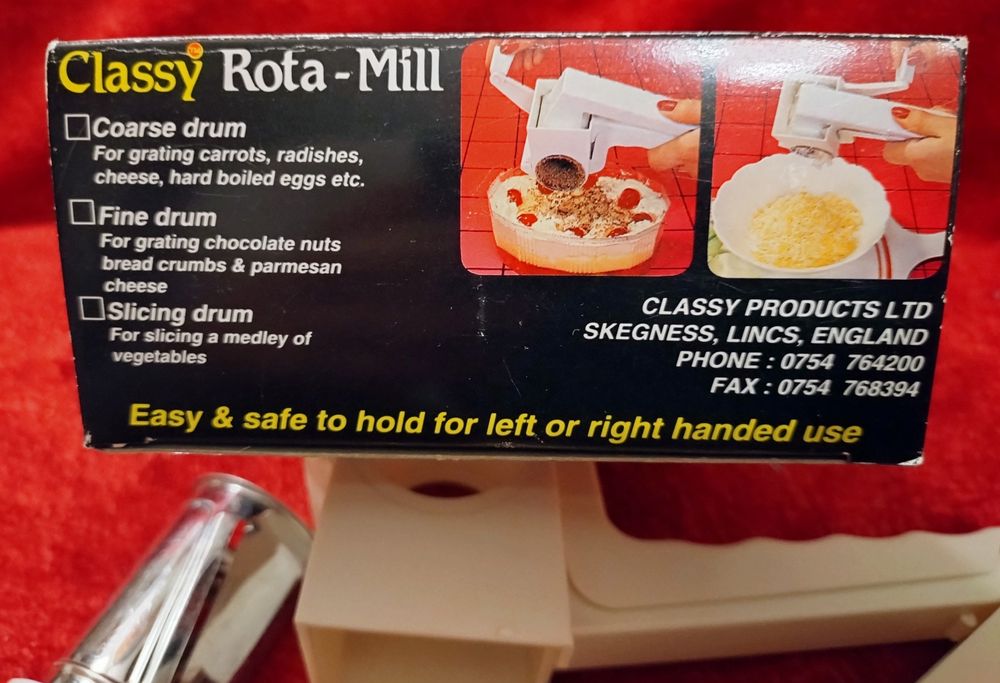 Classy™ Rota-Mill
Coarse drum
For grating carrots, radishes,
cheese, hard boiled eggs etc.
Fine drum
For grating chocolate nuts
bread crumbs & parmesan
cheese
Slicing drum
For slicing a medley of
vegetables
CLASSY PRODUCTS LTD
SKEGNESS, LINCS, ENGLAND
PHONE : 0754 764200
FAX : 0754 768394
Easy & safe to hold for left or right handed use